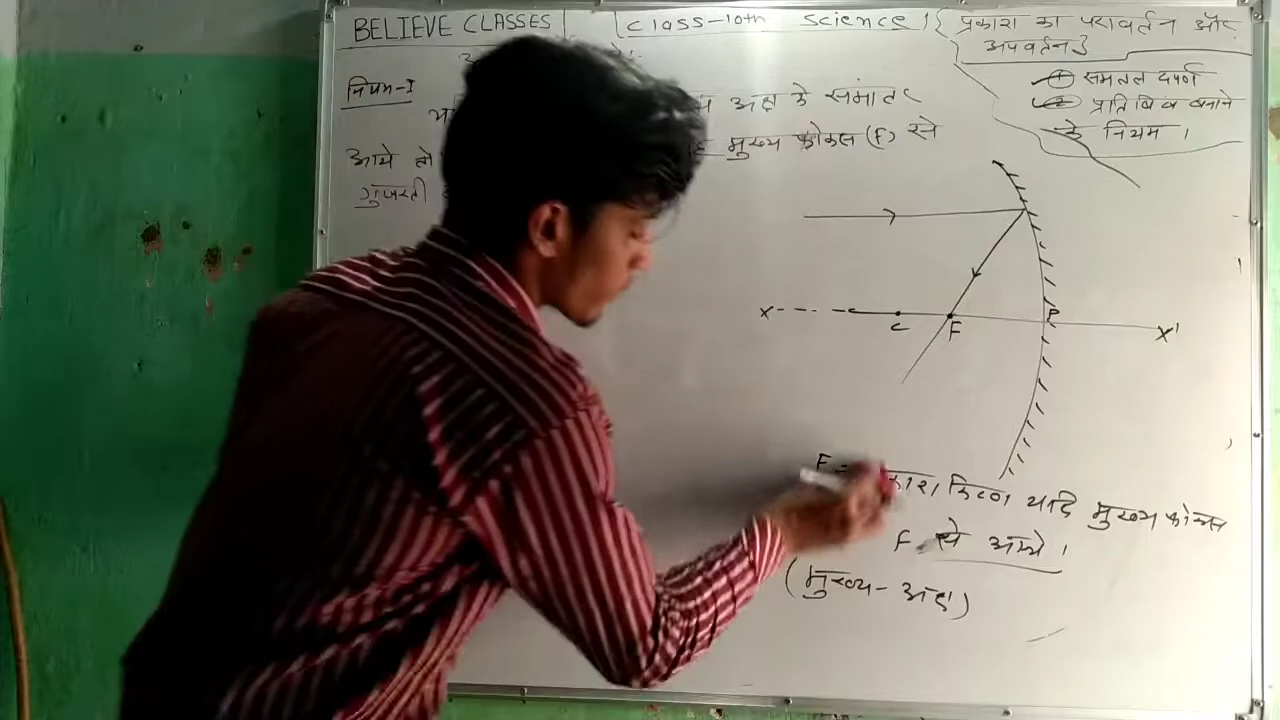 BELIEVE CLASSES
Class-10th Science
प्रकाश का परावर्तन और
अपवर्तन
① समतल दर्पण
② प्रतिबिंब बनाने
के नियम ।
नियम-I
अक्ष के समांतर
आये तो मुख्य फोकस (F) से
गुजरती
X C F P X'
F =
किरण यदि मुख्य फोकस
F से आये ।
(मुख्य-अक्ष)